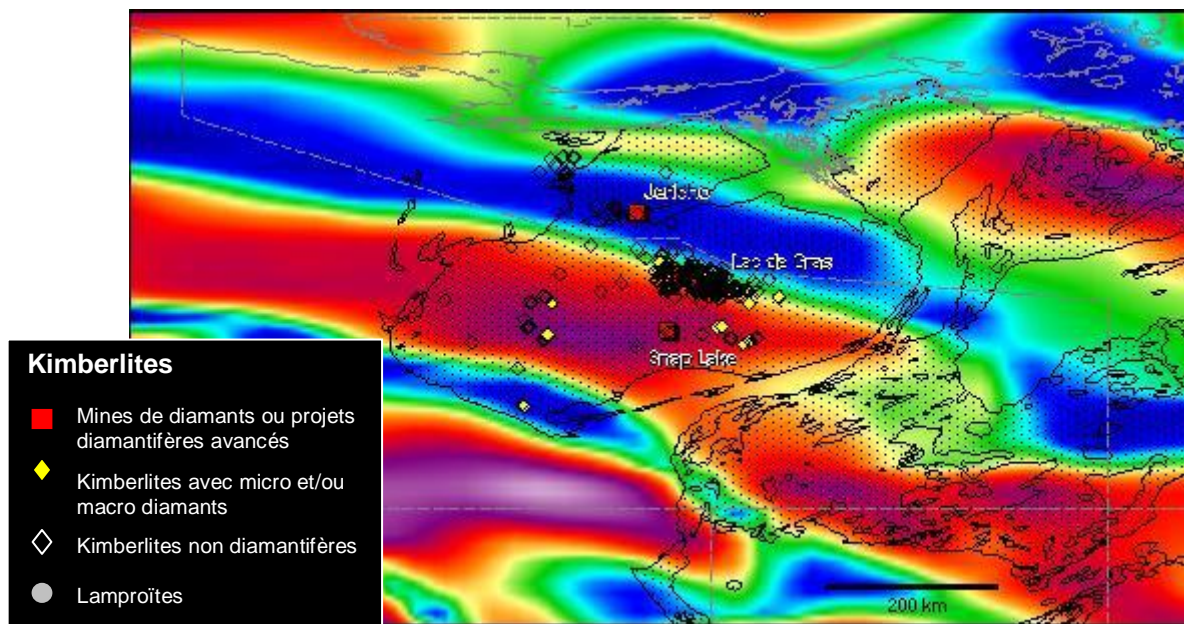 Jericho
Lac de Gras
Snap Lake
200 km
Kimberlites
Mines de diamants ou projets
diamantifères avancés
Kimberlites avec micro et/ou
macro diamants
Kimberlites non diamantifères
Lamproïtes